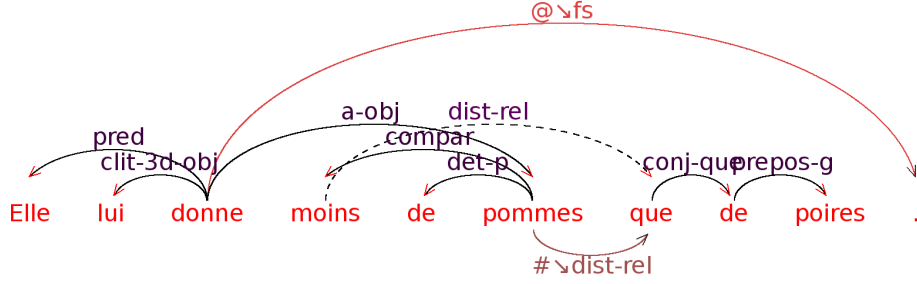 @↘fs
a-obj dist-rel
pred compar
clit-3d-obj det-p conj-que prepos-g
Elle lui donne moins de pommes que de poires .
#↘dist-rel